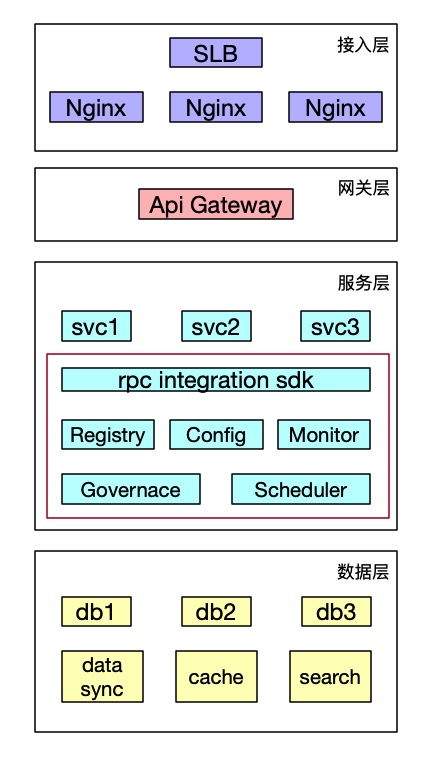 接入层
SLB
Nginx
Nginx
Nginx
网关层
Api Gateway
服务层
svc1
svc2
svc3
rpc integration sdk
Registry
Config
Monitor
Governace
Scheduler
数据层
db1
db2
db3
data
sync
cache
search